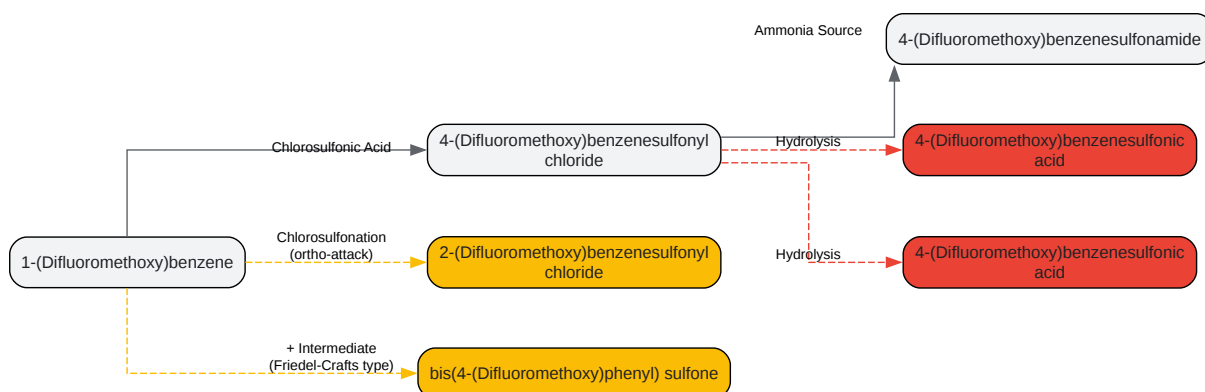 Ammonia Source
4-(Difluoromethoxy)benzenesulfonamide
Chlorosulfonic Acid
4-(Difluoromethoxy)benzenesulfonyl
chloride
Hydrolysis
4-(Difluoromethoxy)benzenesulfonic
acid
1-(Difluoromethoxy)benzene
Chlorosulfonation
(ortho-attack)
2-(Difluoromethoxy)benzenesulfonyl
chloride
Hydrolysis
4-(Difluoromethoxy)benzenesulfonic
acid
+ Intermediate
(Friedel-Crafts type)
bis(4-(Difluoromethoxy)phenyl) sulfone